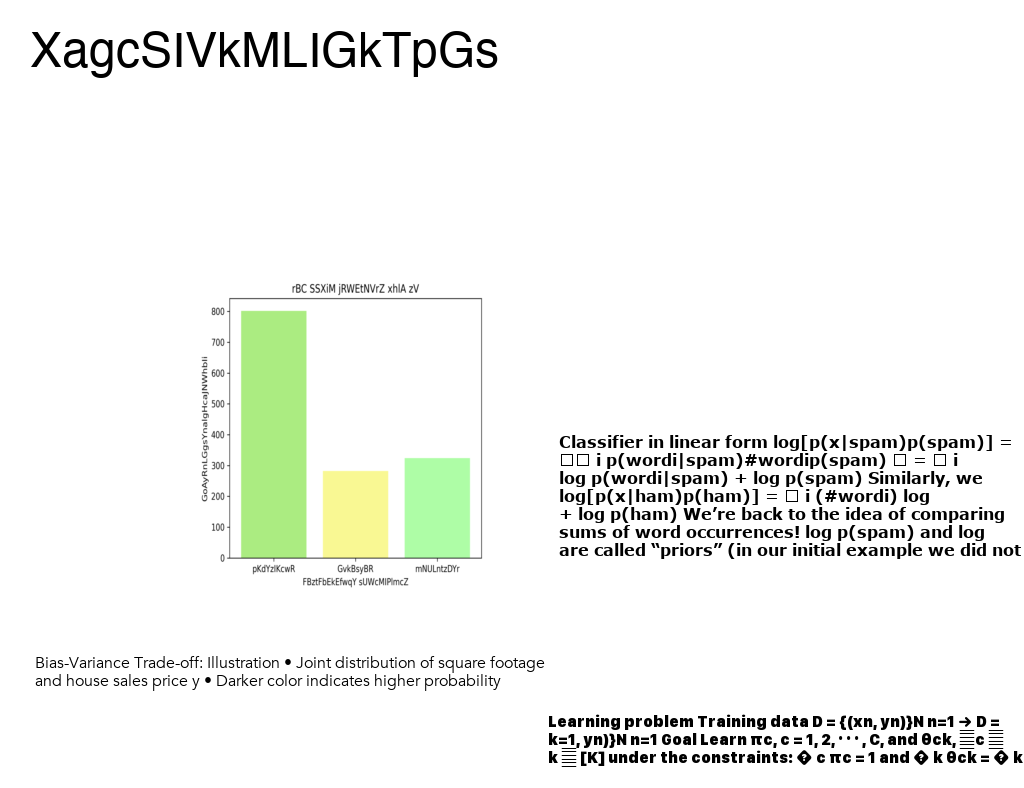 XagcSIVkMLIGkTpGs
rBC SSXiM jRWEtNVrZ xhlA zV
800
700
600
500
400
300
200
100
0
GoAyRnLGgsYnalgHcaJNWhbIi
pKdYzIKcwR GvkBsyBR mNULntzDYr
FBztFbEkEfwqY sUWcMIPImcZ
Classifier in linear form log[p(x|spam)p(spam)] =
□□ i p(wordi|spam)#wordip(spam) □ = □ i
log p(wordi|spam) + log p(spam) Similarly, we
log[p(x|ham)p(ham)] = □ i (#wordi) log
+ log p(ham) We’re back to the idea of comparing
sums of word occurrences! log p(spam) and log
are called “priors” (in our initial example we did not
Bias-Variance Trade-off: Illustration • Joint distribution of square footage
and house sales price y • Darker color indicates higher probability
Learning problem Training data D = {(xn, yn)}N n=1 → D =
k=1, yn)}N n=1 Goal Learn πc, c = 1, 2, · · · , C, and θck, ▤c ▤
k ▤ [K] under the constraints: � c πc = 1 and � k θck = � k